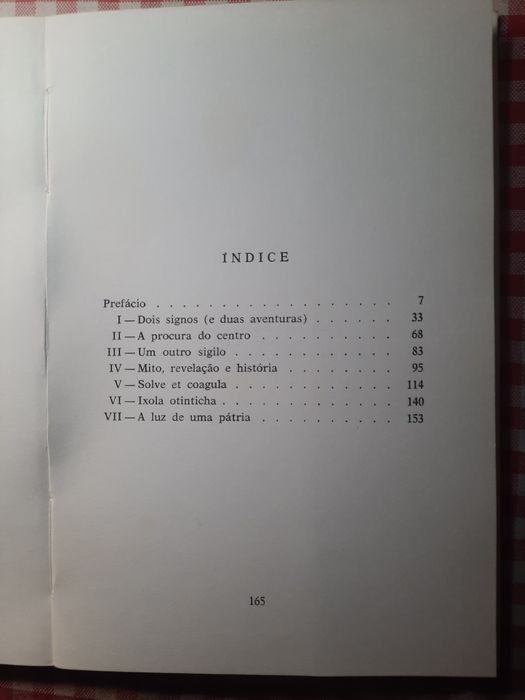 ÍNDICE
Prefácio . . . . . . . . . . . . . . . . . . 7
I — Dois signos (e duas aventuras) . . . . . . 33
II — A procura do centro . . . . . . . . . . . 68
III — Um outro sigilo . . . . . . . . . . . . 83
IV — Mito, revelação e história . . . . . . . . 95
V — Solve et coagula . . . . . . . . . . . . 114
VI — Ixola otinticha . . . . . . . . . . . . . 140
VII — A luz de uma pátria . . . . . . . . . . 153
165